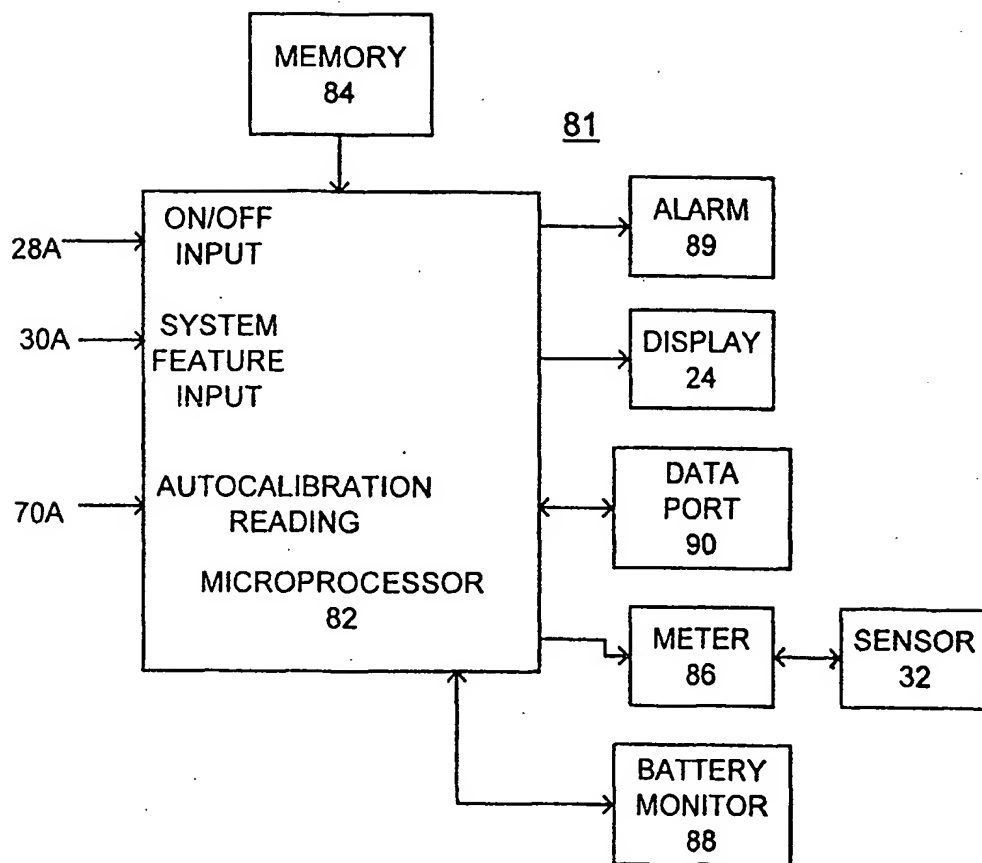 MEMORY
84
81
28A
ON/OFF
INPUT
30A
SYSTEM
FEATURE
INPUT
70A
AUTOCALIBRATION
READING
MICROPROCESSOR
82
ALARM
89
DISPLAY
24
DATA
PORT
90
METER
86
SENSOR
32
BATTERY
MONITOR
88